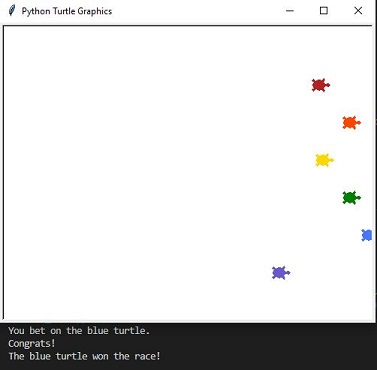 Python Turtle Graphics
You bet on the blue turtle.
Congrats!
The blue turtle won the race!